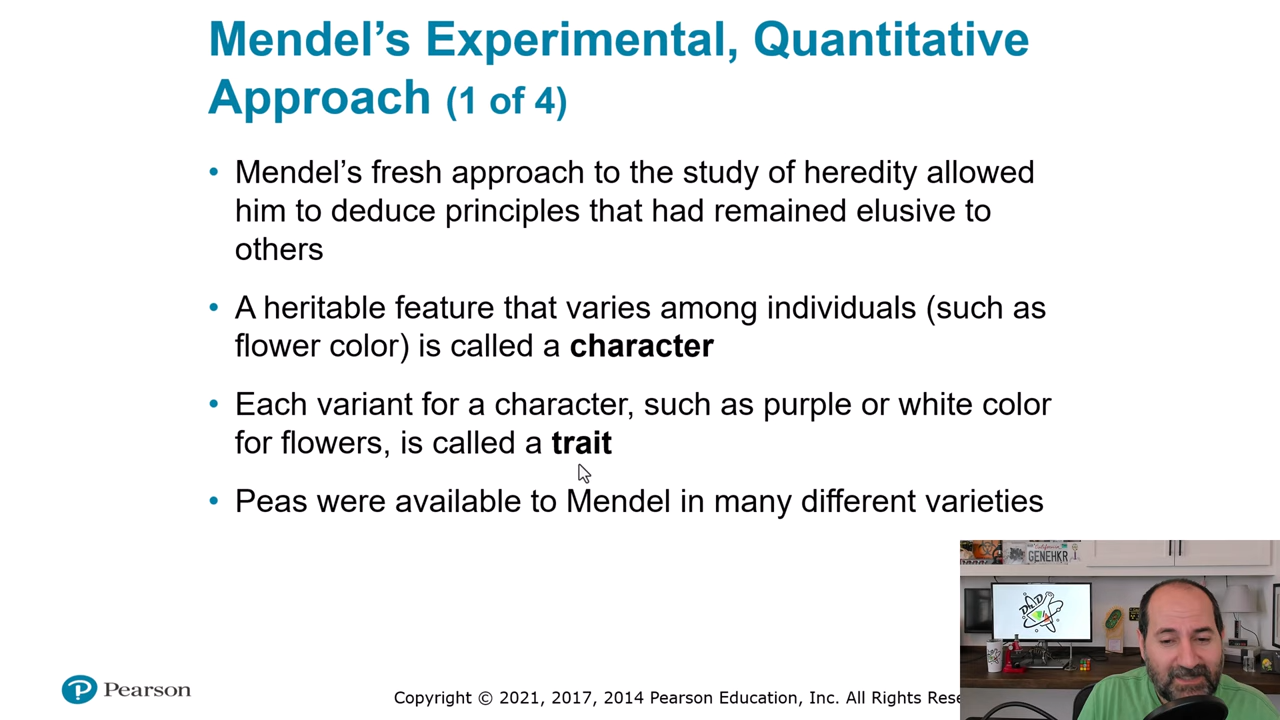 Mendel’s Experimental, Quantitative
Approach (1 of 4)
• Mendel’s fresh approach to the study of heredity allowed
him to deduce principles that had remained elusive to
others
• A heritable feature that varies among individuals (such as
flower color) is called a character
• Each variant for a character, such as purple or white color
for flowers, is called a trait
• Peas were available to Mendel in many different varieties
GENEHKR
Pearson
Copyright © 2021, 2017, 2014 Pearson Education, Inc. All Rights Rese